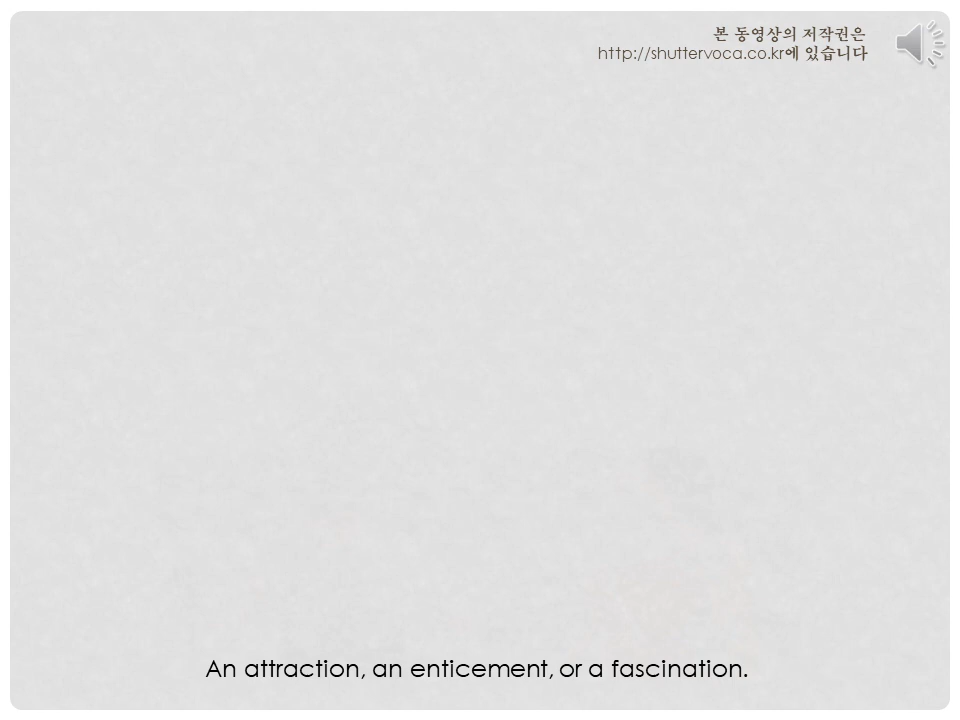 본 동영상의 저작권은
http://shuttervoca.co.kr에 있습니다
An attraction, an enticement, or a fascination.